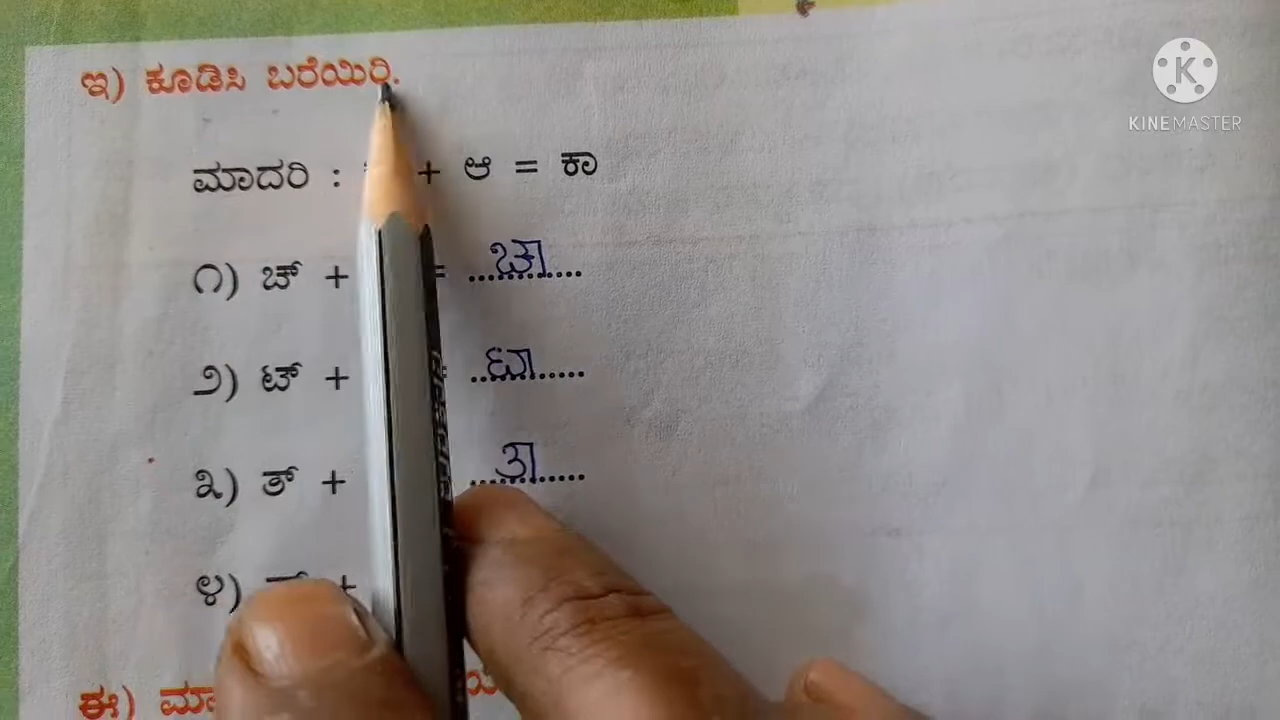 ಇ) ಕೂಡಿಸಿ ಬರೆಯಿರಿ.
KINEMASTER
ಮಾದರಿ : + ಆ = ಕಾ
೧) ಚ್ + = ಚಾ
೨) ಟ್ + ಟಾ
೩) ತ್ + ತಾ
೪) +
ಈ)